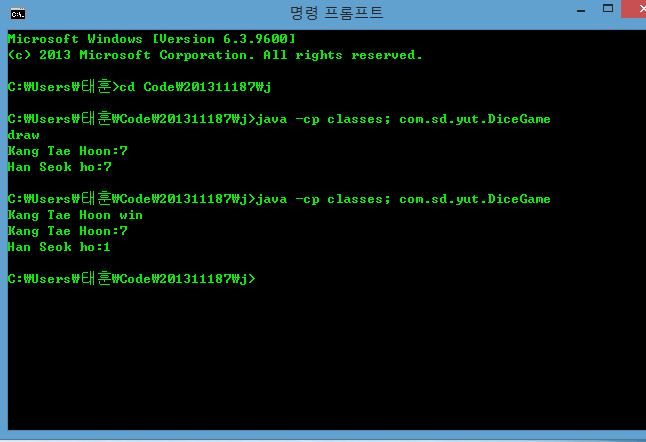 명령 프롬프트
Microsoft Windows [Version 6.3.9600]
(c) 2013 Microsoft Corporation. All rights reserved.
C:₩Users₩태훈>cd Code₩201311187₩j
C:₩Users₩태훈₩Code₩201311187₩j>java -cp classes; com.sd.yut.DiceGame
draw
Kang Tae Hoon:7
Han Seok ho:7
C:₩Users₩태훈₩Code₩201311187₩j>java -cp classes; com.sd.yut.DiceGame
Kang Tae Hoon win
Kang Tae Hoon:7
Han Seok ho:1
C:₩Users₩태훈₩Code₩201311187₩j>